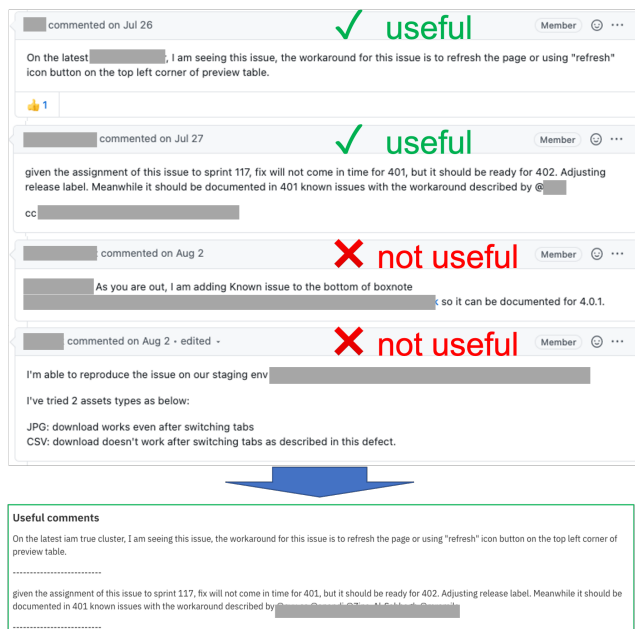 commented on Jul 26 ✓ useful Member
On the latest , I am seeing this issue, the workaround for this issue is to refresh the page or using "refresh"
icon button on the top left corner of preview table.
👍 1
commented on Jul 27 ✓ useful Member
given the assignment of this issue to sprint 117, fix will not come in time for 401, but it should be ready for 402. Adjusting
release label. Meanwhile it should be documented in 401 known issues with the workaround described by @
cc
commented on Aug 2 ✗ not useful Member
As you are out, I am adding Known issue to the bottom of boxnote
so it can be documented for 4.0.1.
commented on Aug 2 • edited ✗ not useful Member
I'm able to reproduce the issue on our staging env
I've tried 2 assets types as below:
JPG: download works even after switching tabs
CSV: download doesn't work after switching tabs as described in this defect.
Useful comments
On the latest iam true cluster, I am seeing this issue, the workaround for this issue is to refresh the page or using "refresh" icon button on the top left corner of
preview table.
--------------------------
given the assignment of this issue to sprint 117, fix will not come in time for 401, but it should be ready for 402. Adjusting release label. Meanwhile it should be
documented in 401 known issues with the workaround described by
--------------------------